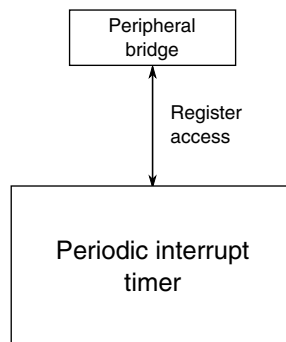 Peripheral
bridge
Register
access
Periodic interrupt
timer